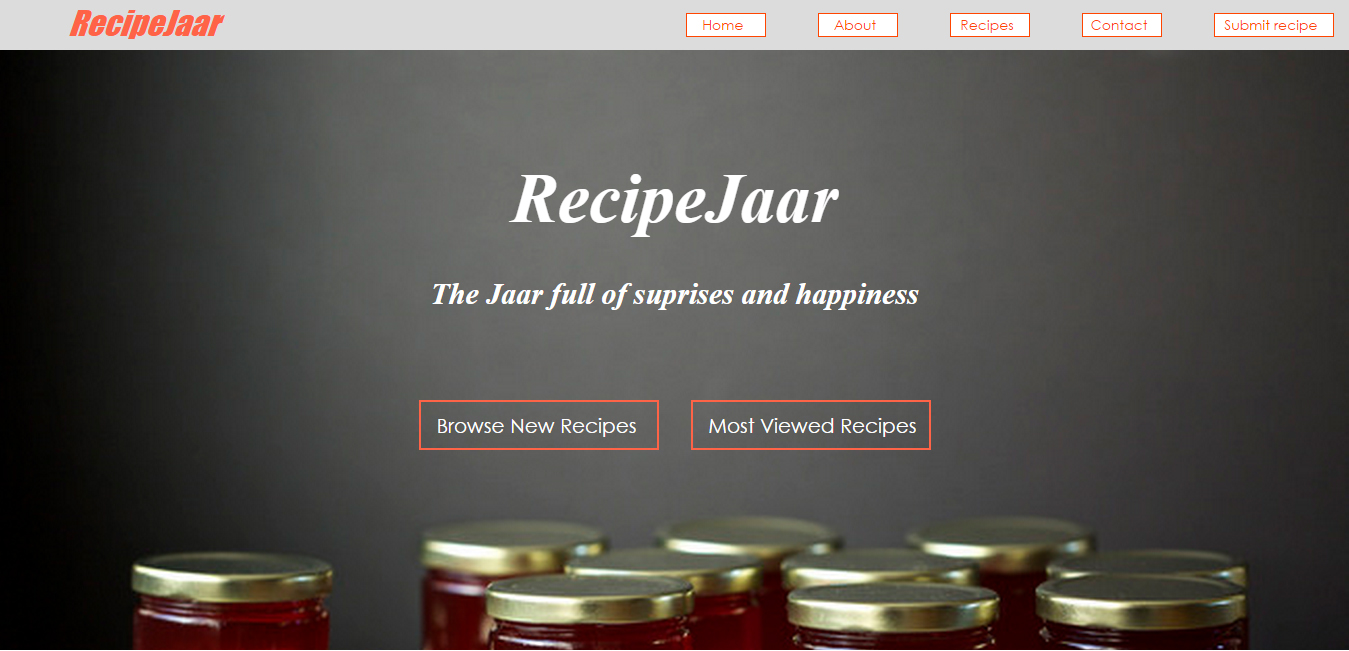 RecipeJaar Home About Recipes Contact Submit recipe
RecipeJaar
The Jaar full of suprises and happiness
Browse New Recipes Most Viewed Recipes